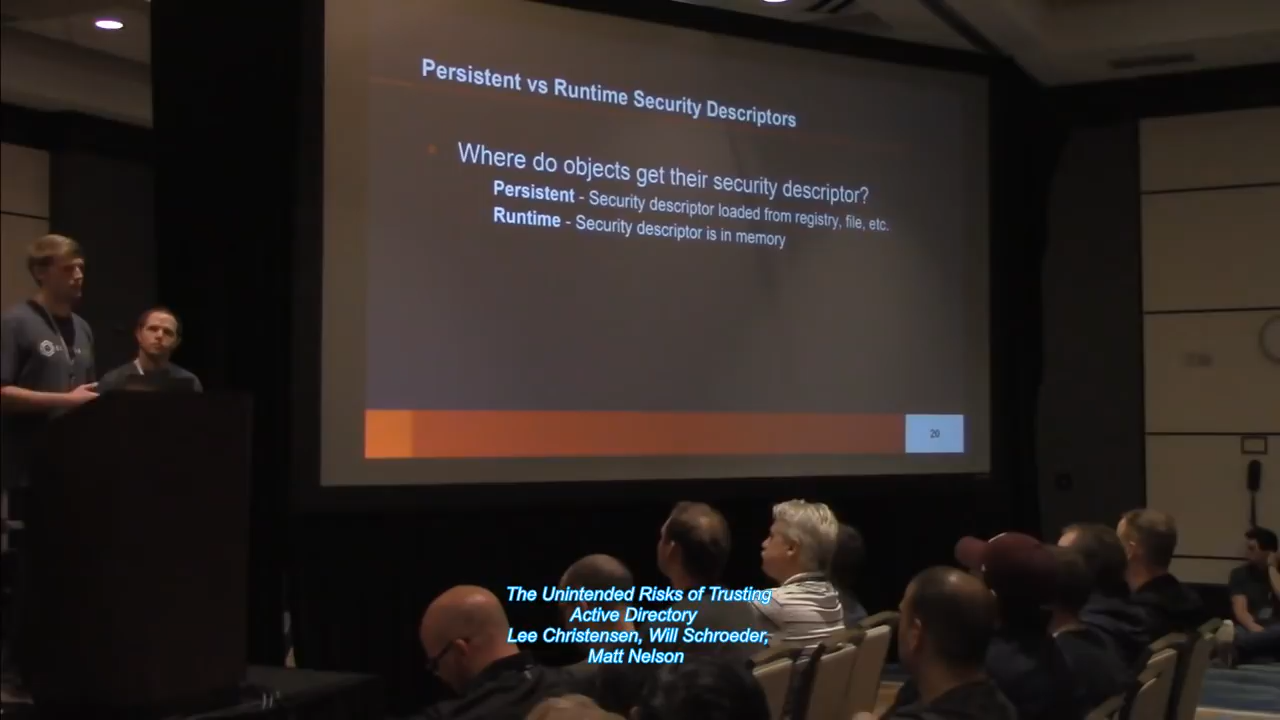 Persistent vs Runtime Security Descriptors
Where do objects get their security descriptor?
Persistent - Security descriptor loaded from registry, file, etc.
Runtime - Security descriptor is in memory
20
The Unintended Risks of Trusting
Active Directory
Lee Christensen, Will Schroeder,
Matt Nelson